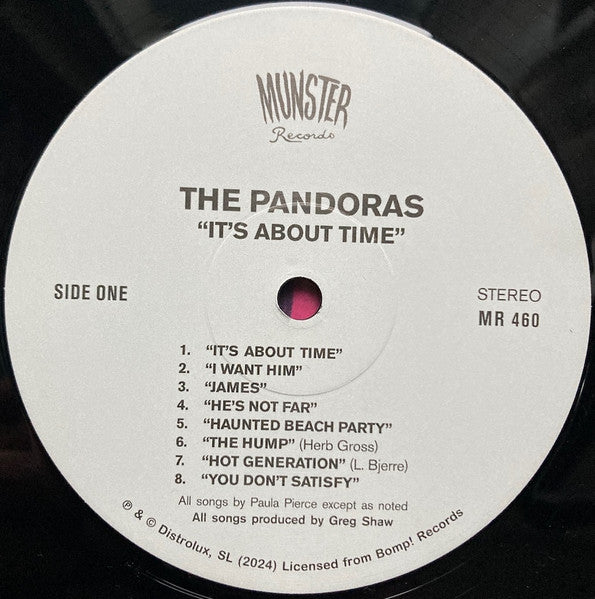 MUNSTER
Records
THE PANDORAS
“IT’S ABOUT TIME”
SIDE ONE
STEREO
MR 460
1. “IT’S ABOUT TIME”
2. “I WANT HIM”
3. “JAMES”
4. “HE’S NOT FAR”
5. “HAUNTED BEACH PARTY”
6. “THE HUMP” (Herb Gross)
7. “HOT GENERATION” (L. Bjerre)
8. “YOU DON’T SATISFY”
All songs by Paula Pierce except as noted
All songs produced by Greg Shaw
℗ & © Distrolux, SL (2024) Licensed from Bomp! Records